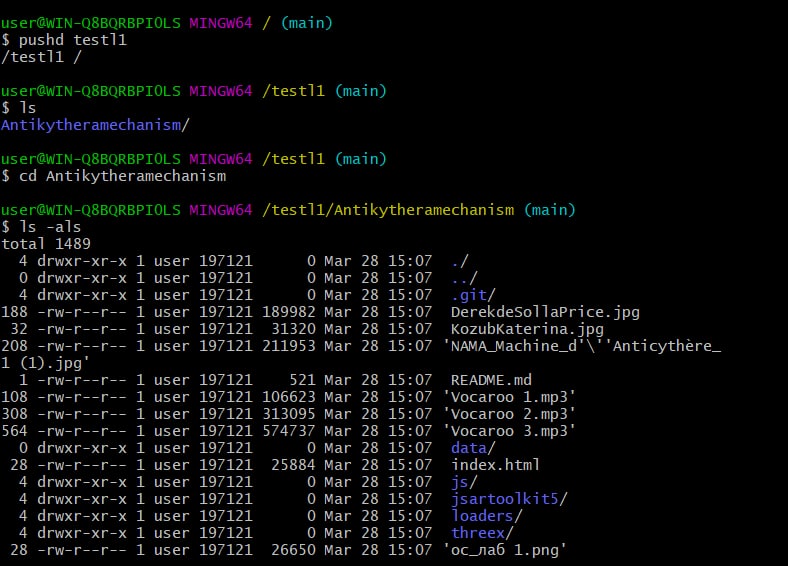 user@WIN-Q8BQRBPI0LS MINGW64 / (main)
$ pushd testl1
/testl1 /
user@WIN-Q8BQRBPI0LS MINGW64 /testl1 (main)
$ ls
Antikytheramechanism/
user@WIN-Q8BQRBPI0LS MINGW64 /testl1 (main)
$ cd Antikytheramechanism
user@WIN-Q8BQRBPI0LS MINGW64 /testl1/Antikytheramechanism (main)
$ ls -als
total 1489
4 drwxr-xr-x 1 user 197121 0 Mar 28 15:07 ./
0 drwxr-xr-x 1 user 197121 0 Mar 28 15:07 ../
4 drwxr-xr-x 1 user 197121 0 Mar 28 15:07 .git/
188 -rw-r--r-- 1 user 197121 189982 Mar 28 15:07 DerekdeSollaPrice.jpg
32 -rw-r--r-- 1 user 197121 31320 Mar 28 15:07 KozubKaterina.jpg
208 -rw-r--r-- 1 user 197121 211953 Mar 28 15:07 'NAMA_Machine_d'\''Anticythère_
1 (1).jpg'
1 -rw-r--r-- 1 user 197121 521 Mar 28 15:07 README.md
108 -rw-r--r-- 1 user 197121 106623 Mar 28 15:07 'Vocaroo 1.mp3'
308 -rw-r--r-- 1 user 197121 313095 Mar 28 15:07 'Vocaroo 2.mp3'
564 -rw-r--r-- 1 user 197121 574737 Mar 28 15:07 'Vocaroo 3.mp3'
0 drwxr-xr-x 1 user 197121 0 Mar 28 15:07 data/
28 -rw-r--r-- 1 user 197121 25884 Mar 28 15:07 index.html
4 drwxr-xr-x 1 user 197121 0 Mar 28 15:07 js/
4 drwxr-xr-x 1 user 197121 0 Mar 28 15:07 jsartoolkit5/
4 drwxr-xr-x 1 user 197121 0 Mar 28 15:07 loaders/
4 drwxr-xr-x 1 user 197121 0 Mar 28 15:07 threex/
28 -rw-r--r-- 1 user 197121 26650 Mar 28 15:07 'ос_лаб 1.png'